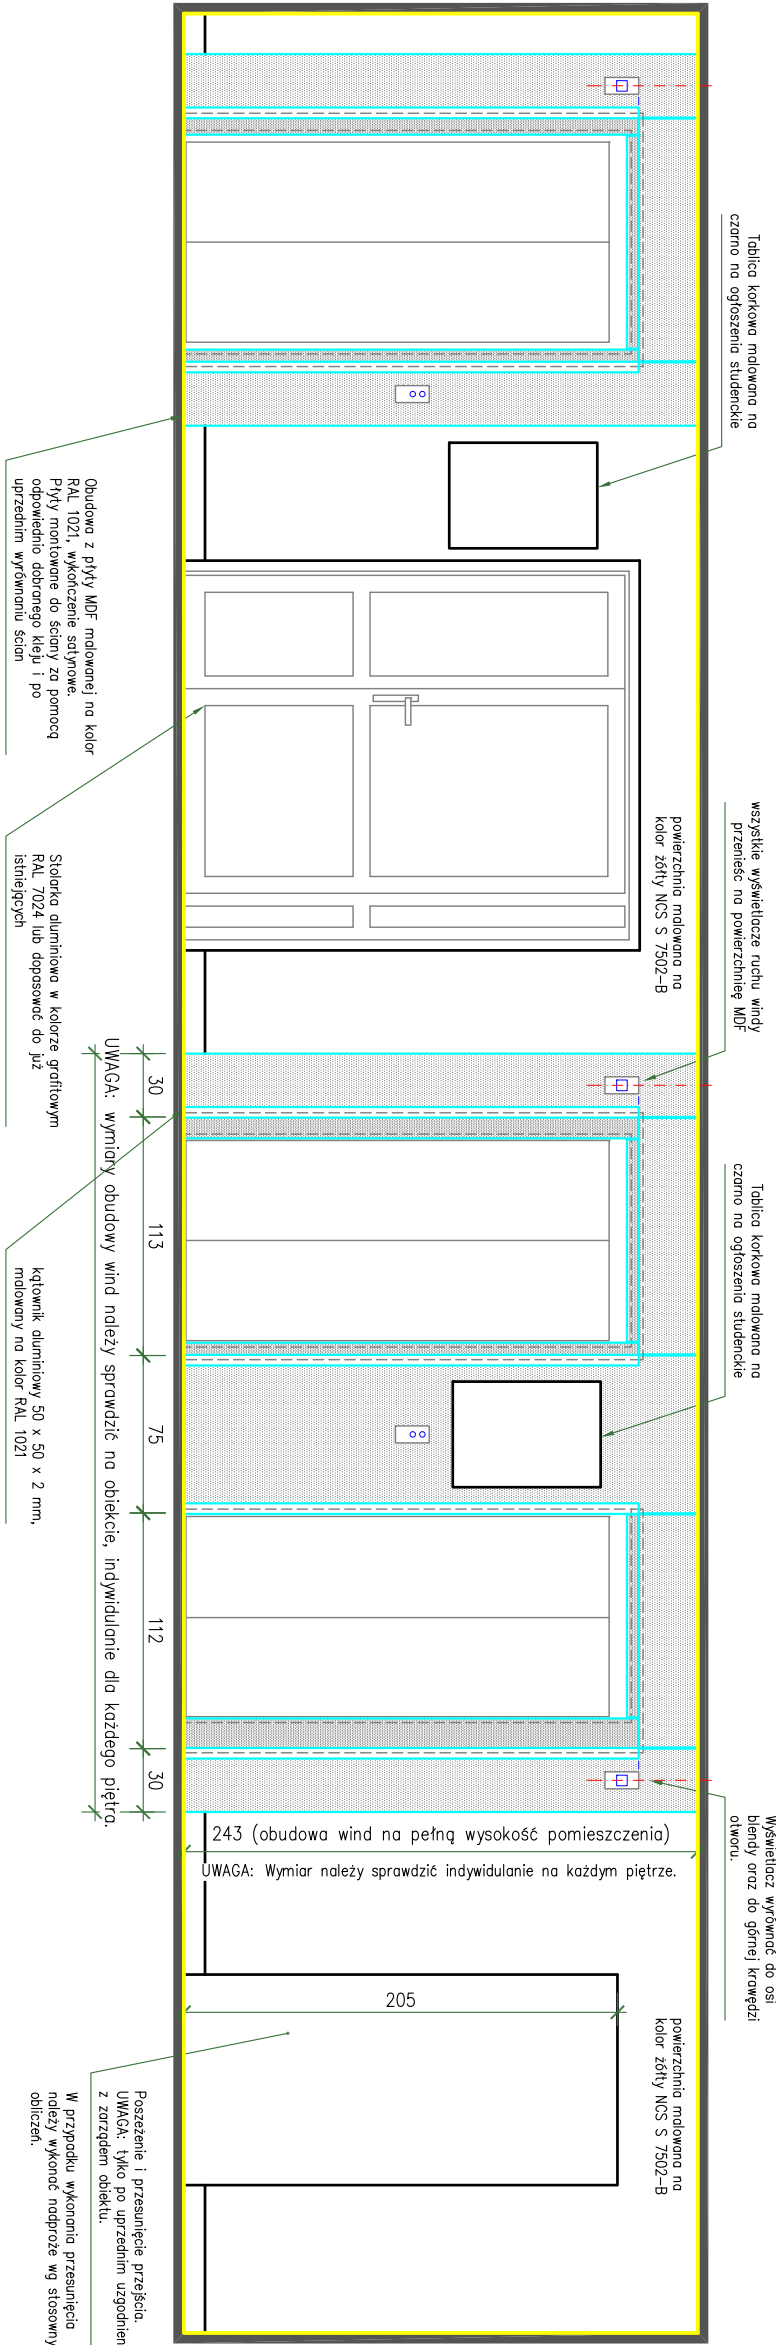 Tablica korkowa malowana na
czarno na ogłoszenia studenckie
wszystkie wyświetlacze ruchu windy
przenieść na powierzchnię MDF
Tablica korkowa malowana na
czarno na ogłoszenia studenckie
Wyświetlacz wyrównać do osi
blendy oraz do górnej krawędzi
otworu.
powierzchnia malowana na
kolor żółty NCS S 7502-B
powierzchnia malowana na
kolor żółty NCS S 7502-B
243 (obudowa wind na pełną wysokość pomieszczenia)
UWAGA: Wymiar należy sprawdzić indywidulanie na każdym piętrze.
205
30
113
75
112
30
UWAGA: wymiary obudowy wind należy sprawdzić na obiekcie, indywidulanie dla każdego piętra.
Obudowa z płyty MDF malowanej na kolor
RAL 1021, wykończenie satynowe.
Płyty montowane do ściany za pomocą
odpowiednio dobranego kleju i po
uprzednim wyrównaniu ścian
Stolarka aluminiowa w kolorze grafitowym
RAL 7024 lub dopasować do już
istniejących
kątownik aluminiowy 50 x 50 x 2 mm,
malowany na kolor RAL 1021
Poszeżenie i przesunięcie przejścia.
UWAGA: tylko po uprzednim uzgodnien
z zarządem obiektu.
W przypadku wykonania przesunięcia
należy wykonać nadproże wg stosowny
obliczeń.